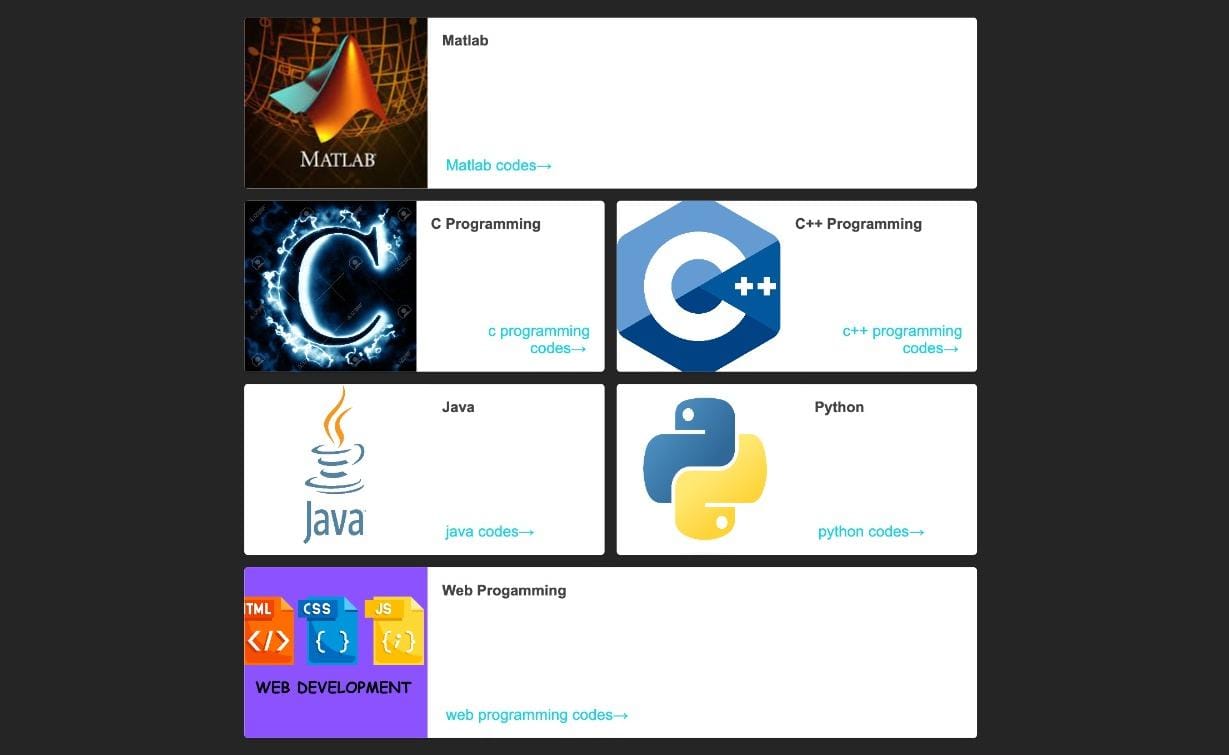 Matlab
MATLAB
Matlab codes→
C Programming
C
c programming
codes→
C++ Programming
C++
c++ programming
codes→
Java
Java
java codes→
Python
python codes→
Web Progamming
TML CSS JS
</> { } {i}
WEB DEVELOPMENT
web programming codes→